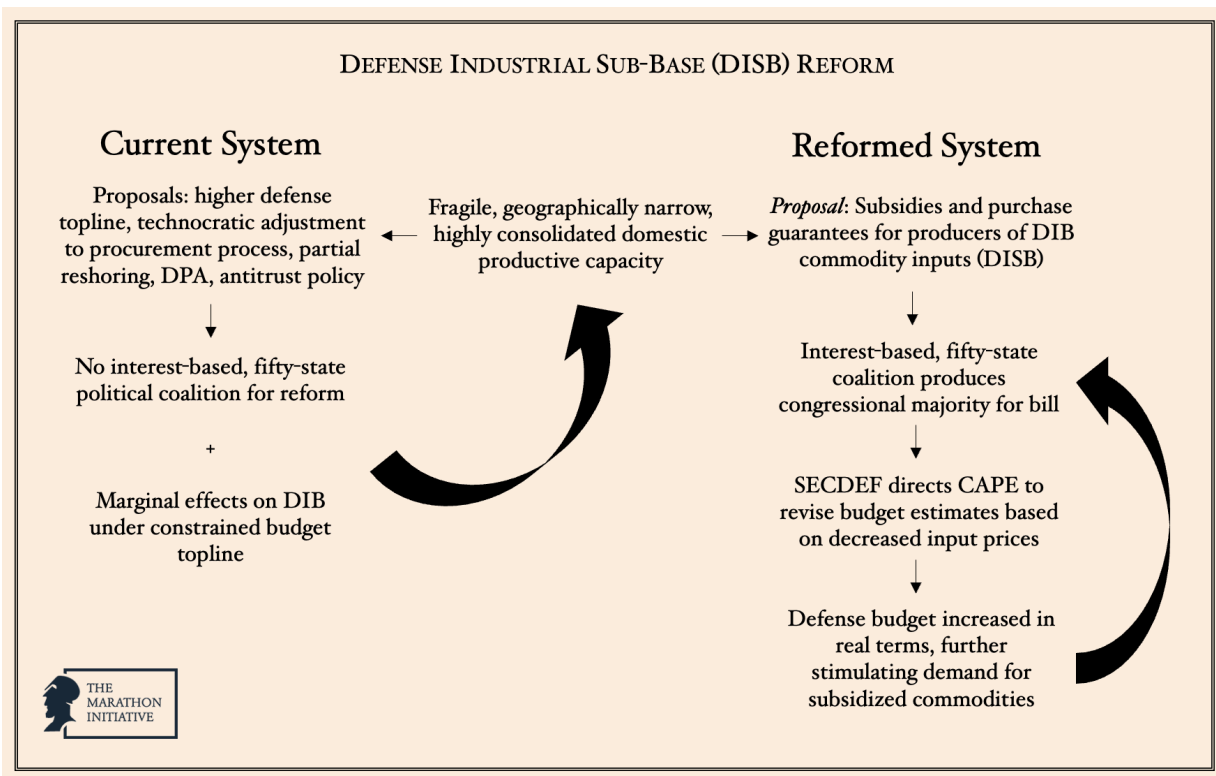 DEFENSE INDUSTRIAL SUB-BASE (DISB) REFORM
Current System
Proposals: higher defense
topline, technocratic adjustment
to procurement process, partial
reshoring, DPA, antitrust policy
No interest-based, fifty-state
political coalition for reform
+
Marginal effects on DIB
under constrained budget
topline
Fragile, geographically narrow,
highly consolidated domestic
productive capacity
Reformed System
Proposal: Subsidies and purchase
guarantees for producers of DIB
commodity inputs (DISB)
Interest-based, fifty-state
coalition produces
congressional majority for bill
SECDEF directs CAPE to
revise budget estimates based
on decreased input prices
Defense budget increased in
real terms, further
stimulating demand for
subsidized commodities
THE
MARATHON
INITIATIVE